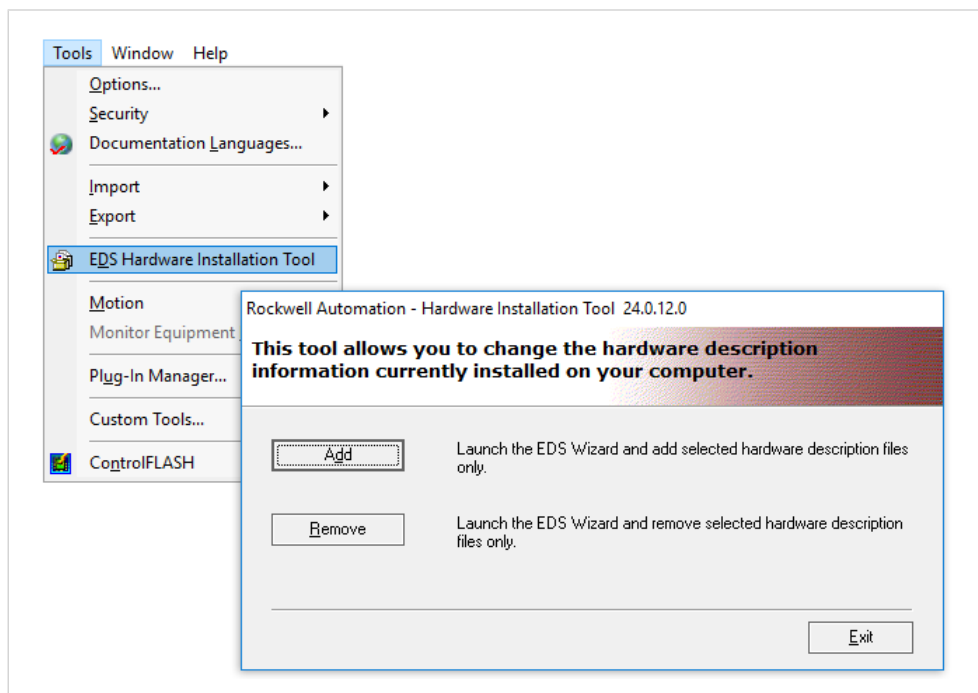 Tools Window Help
Options...
Security
Documentation Languages...
Import
Export
EDS Hardware Installation Tool
Motion
Monitor Equipment
Plug-In Manager...
Custom Tools...
ControlFLASH
Rockwell Automation - Hardware Installation Tool 24.0.12.0
This tool allows you to change the hardware description
information currently installed on your computer.
Add
Launch the EDS Wizard and add selected hardware description files
only.
Remove
Launch the EDS Wizard and remove selected hardware description
files only.
Exit